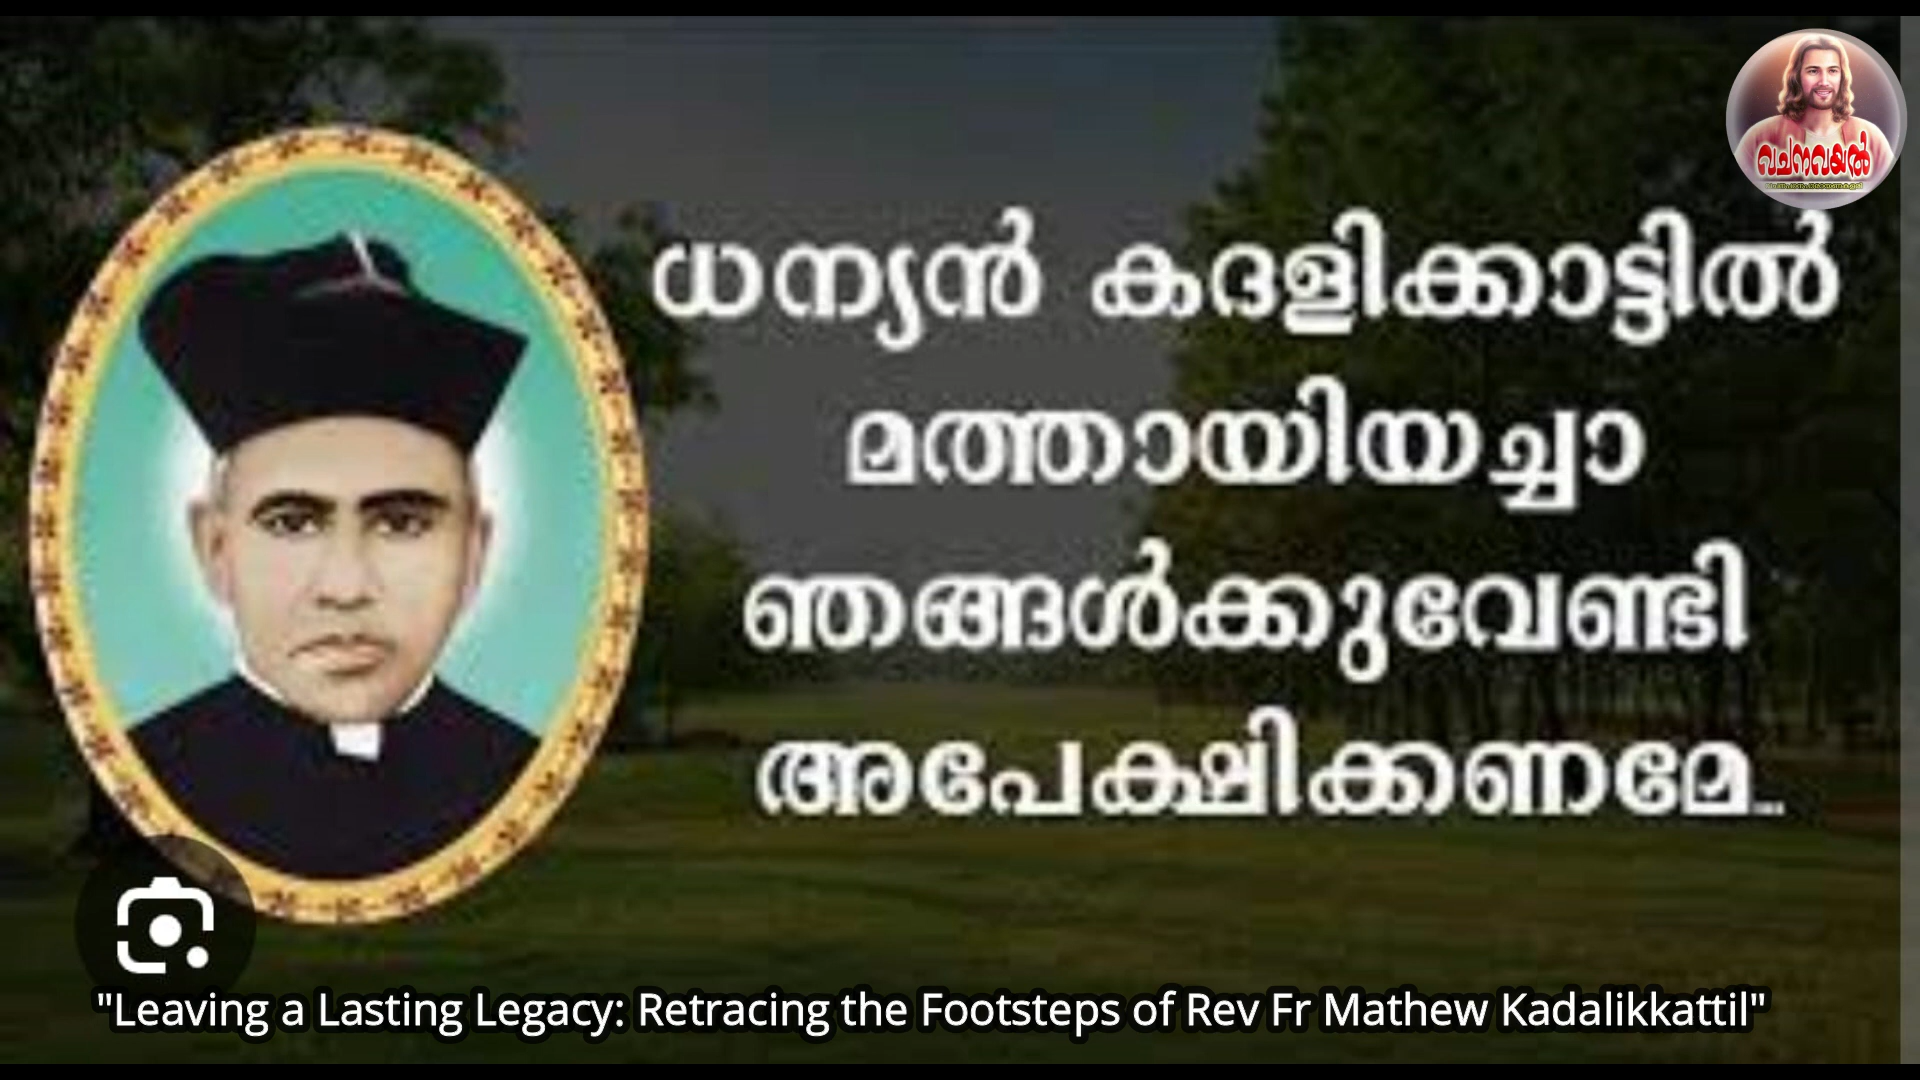 വചനവയൽ
ധന്യൻ കദളിക്കാട്ടിൽ
മത്തായിയച്ചാ
ഞങ്ങൾക്കുവേണ്ടി
അപേക്ഷിക്കണമേ...
"Leaving a Lasting Legacy: Retracing the Footsteps of Rev Fr Mathew Kadalikkattil"